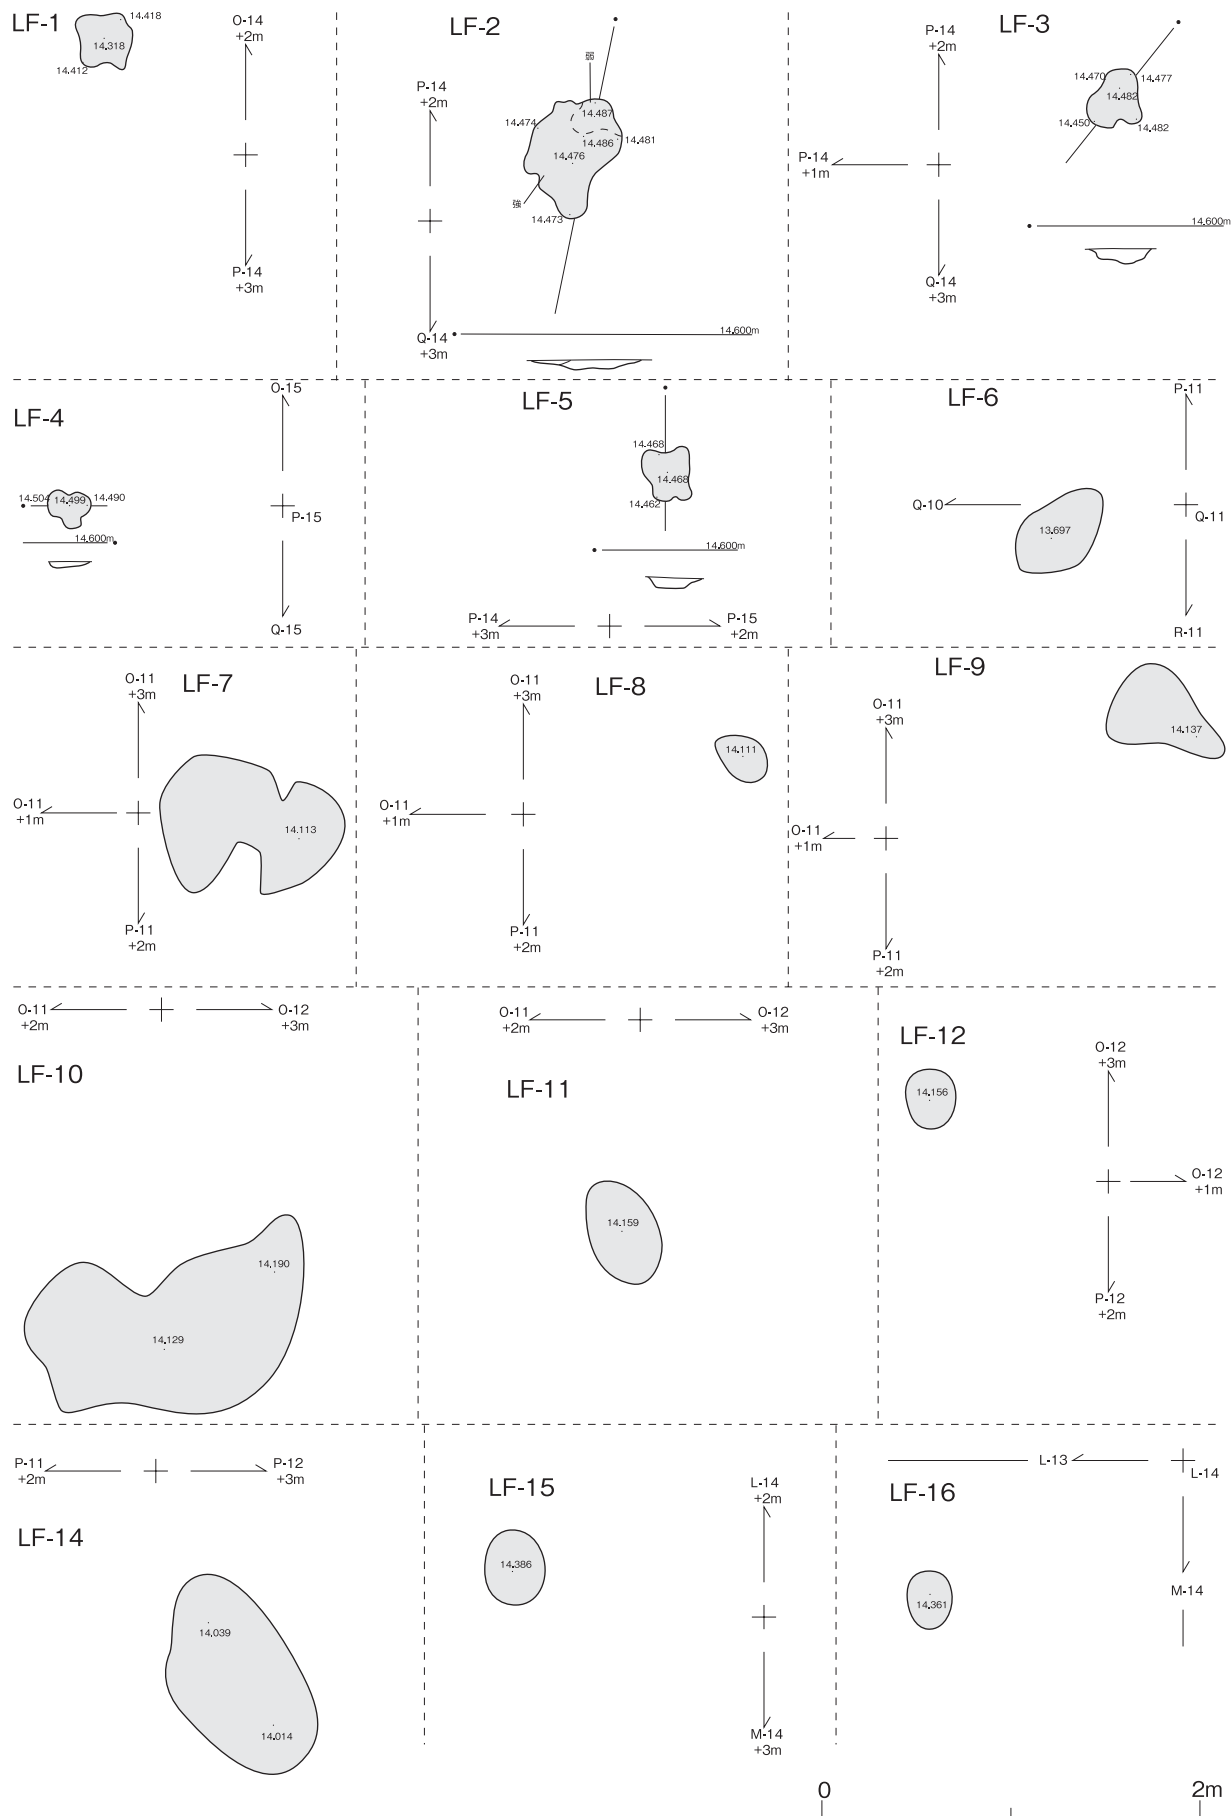 LF-1
14.418
14.318
14.412
O-14
+2m
P-14
+3m
LF-2
弱
P-14
+2m
14.487
14.474
14.486
14.481
14.476
強
14.473
Q-14
+3m
14.600m
LF-3
P-14
+2m
14.470
14.477
14.482
14.450
14.482
P-14
+1m
14.600m
Q-14
+3m
LF-4
O-15
14.504
14.499
14.490
P-15
14.600m
Q-15
LF-5
14.468
14.468
14.462
14.600m
P-14
+3m
P-15
+2m
LF-6
P-11
Q-10
Q-11
13.697
R-11
LF-7
O-11
+3m
O-11
+1m
14.113
P-11
+2m
LF-8
O-11
+3m
14.111
O-11
+1m
P-11
+2m
LF-9
O-11
+3m
14.137
O-11
+1m
P-11
+2m
O-11
+2m
O-12
+3m
LF-10
14.190
14.129
O-11
+2m
O-12
+3m
LF-11
14.159
LF-12
O-12
+3m
14.156
O-12
+1m
P-12
+2m
P-11
+2m
P-12
+3m
LF-14
14.039
14.014
LF-15
L-14
+2m
14.386
M-14
+3m
L-13
L-14
LF-16
14.361
M-14
0
2m